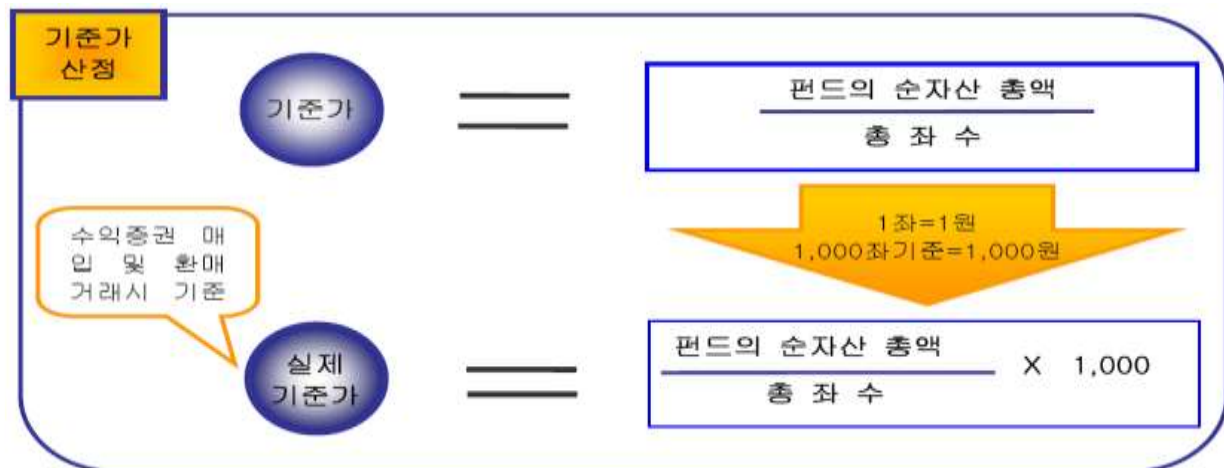 기준가
산정
기준가
펀드의 순자산 총액
총 좌 수
1좌=1원
1,000좌기준=1,000원
수익증권 매
입 및 환매
거래시 기준
실제
기준가
펀드의 순자산 총액
총 좌 수
X 1,000